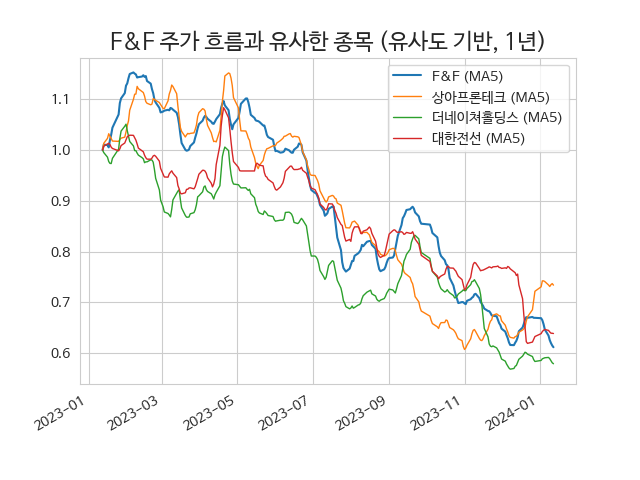 F&F 주가 흐름과 유사한 종목 (유사도 기반, 1년)
F&F (MA5)
상아프론테크 (MA5)
더네이쳐홀딩스 (MA5)
대한전선 (MA5)
1.1
1.0
0.9
0.8
0.7
0.6
2023-01
2023-03
2023-05
2023-07
2023-09
2023-11
2024-01